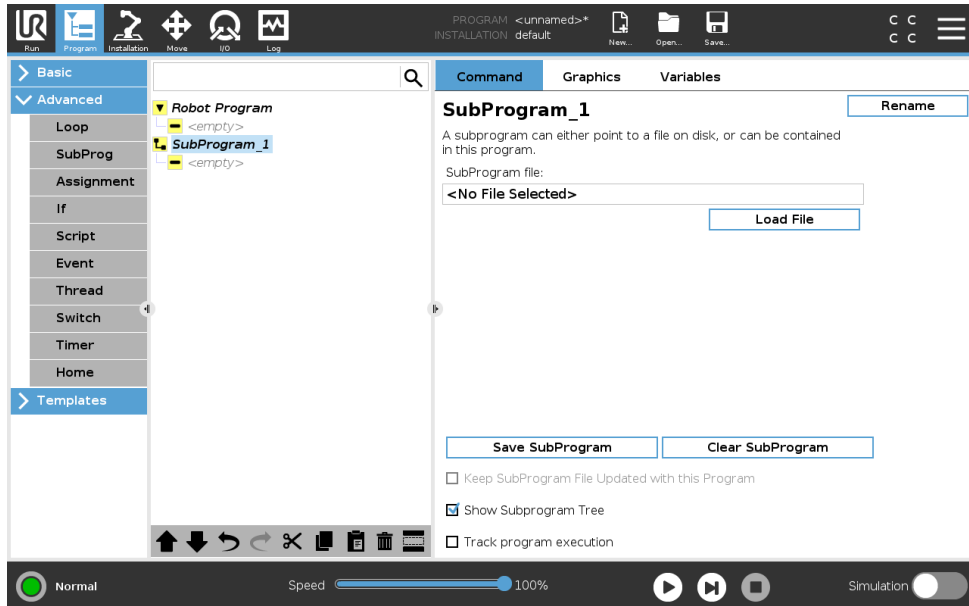 PROGRAM <unnamed>*
INSTALLATION default
C C
C C
UR
Run
Program
Installation
Move
I/O
Log
New...
Open...
Save...
Basic
Advanced
Loop
SubProg
Assignment
If
Script
Event
Thread
Switch
Timer
Home
Templates
Robot Program
<empty>
SubProgram_1
<empty>
Command
Graphics
Variables
SubProgram_1
Rename
A subprogram can either point to a file on disk, or can be contained
in this program.
SubProgram file:
<No File Selected>
Load File
Save SubProgram
Clear SubProgram
Keep SubProgram File Updated with this Program
Show Subprogram Tree
Track program execution
Normal
Speed
100%
Simulation